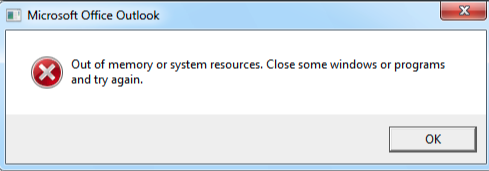 Microsoft Office Outlook
Out of memory or system resources. Close some windows or programs
and try again.
OK